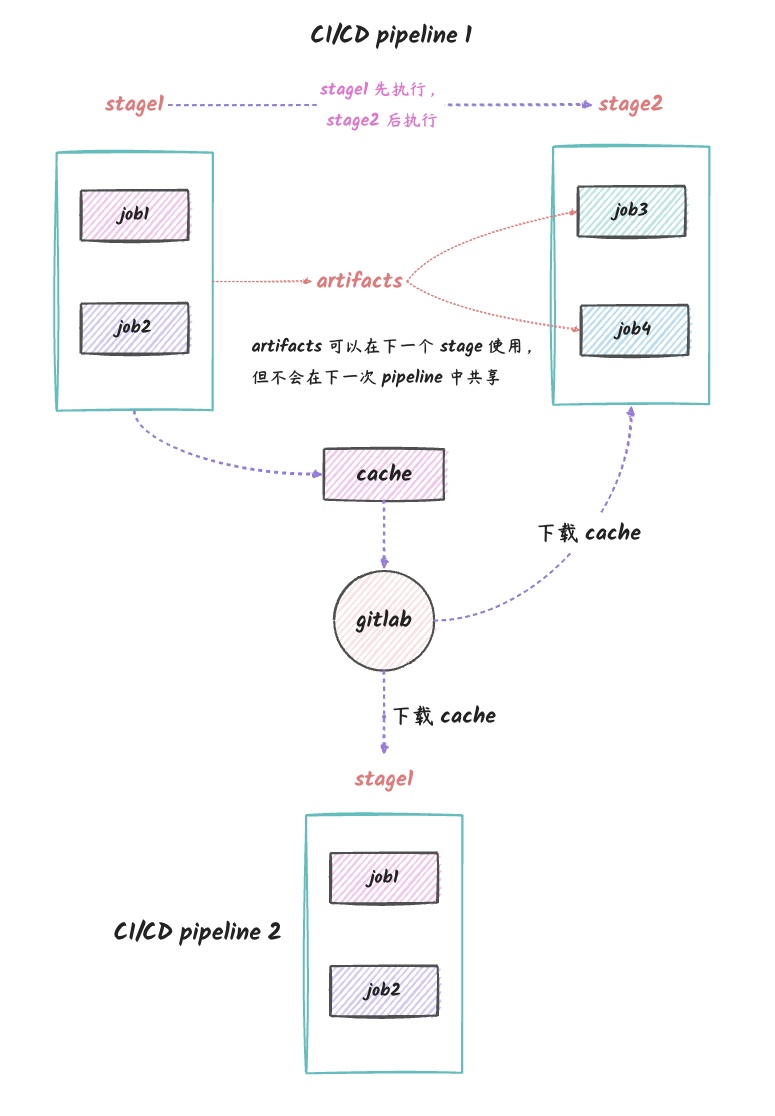 CI/CD pipeline 1
stage1
stage1 先执行，
stage2 后执行
stage2
job1
job2
artifacts
job3
job4
artifacts 可以在下一个 stage 使用，
但不会在下一次 pipeline 中共享
cache
下载 cache
gitlab
下载 cache
stage1
job1
CI/CD pipeline 2
job2